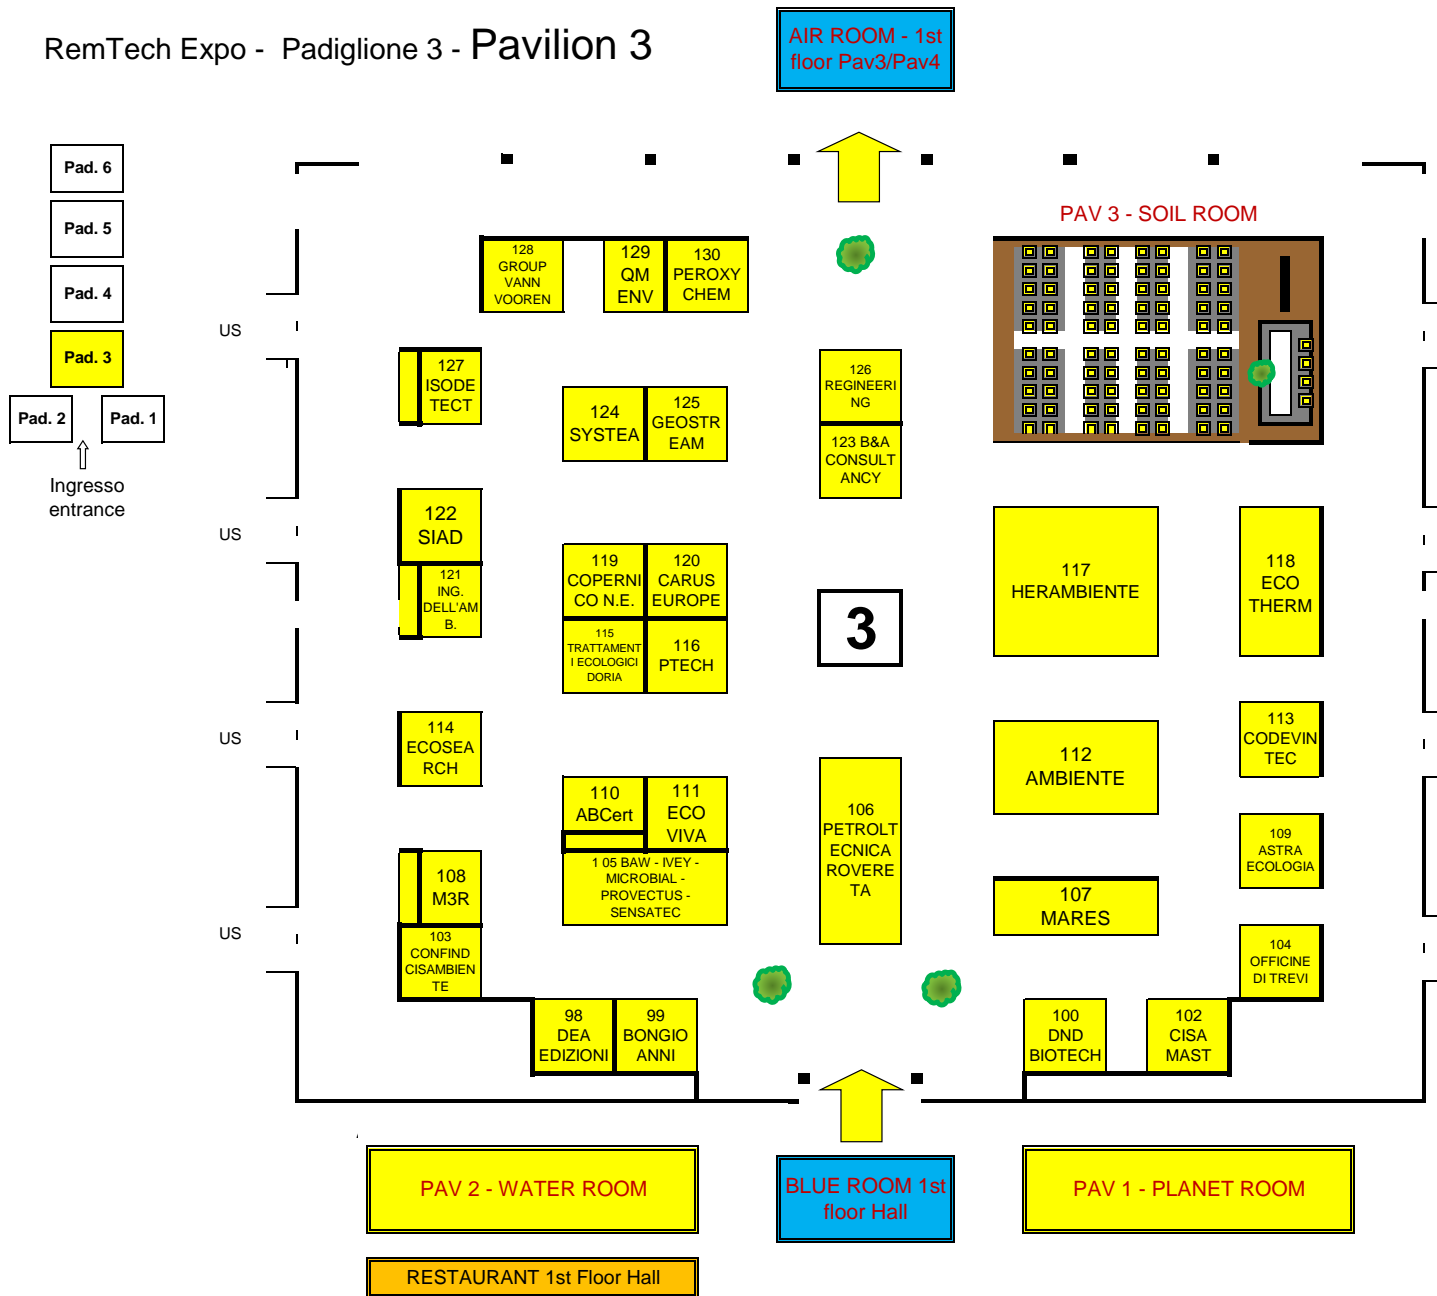 RemTech Expo - Padiglione 3 - Pavilion 3
AIR ROOM - 1st
floor Pav3/Pav4
Pad. 6
Pad. 5
Pad. 4
Pad. 3
Pad. 2
Pad. 1
Ingresso
entrance
US
US
US
US
PAV 3 - SOIL ROOM
128
GROUP
VANN
VOOREN
129
QM
ENV
130
PEROXY
CHEM
127
ISODE
TECT
124
SYSTEA
125
GEOSTR
EAM
126
REGINEERI
NG
123 B&A
CONSULT
ANCY
122
SIAD
121
ING.
DELL'AM
B.
119
COPERNI
CO N.E.
120
CARUS
EUROPE
115
TRATTAMENT
I ECOLOGICI
DORIA
116
PTECH
3
117
HERAMBIENTE
118
ECO
THERM
114
ECOSEA
RCH
113
CODEVIN
TEC
112
AMBIENTE
110
ABCert
111
ECO
VIVA
106
PETROLT
ECNICA
ROVERE
TA
109
ASTRA
ECOLOGIA
108
M3R
1 05 BAW - IVEY -
MICROBIAL -
PROVECTUS -
SENSATEC
107
MARES
103
CONFIND
CISAMBIEN
TE
104
OFFICINE
DI TREVI
98
DEA
EDIZIONI
99
BONGIO
ANNI
100
DND
BIOTECH
102
CISA
MAST
PAV 2 - WATER ROOM
BLUE ROOM 1st
floor Hall
PAV 1 - PLANET ROOM
RESTAURANT 1st Floor Hall